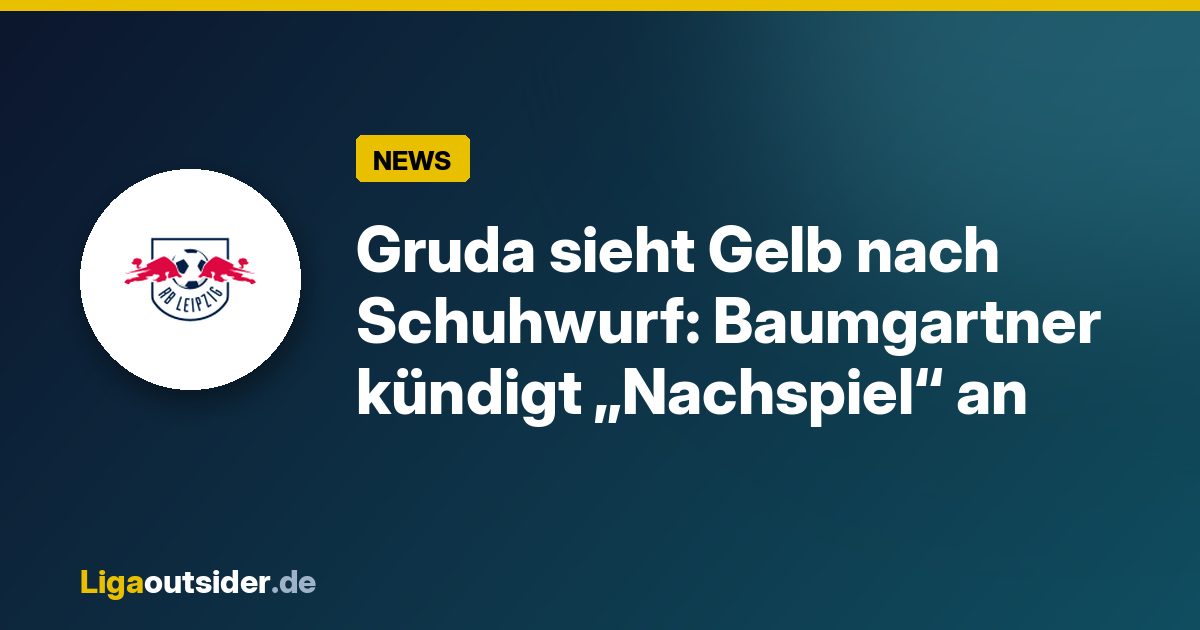 NEWS
Gruda sieht Gelb nach
Schuhwurf: Baumgartner
kündigt „Nachspiel“ an
RB LEIPZIG
Ligaoutsider.de